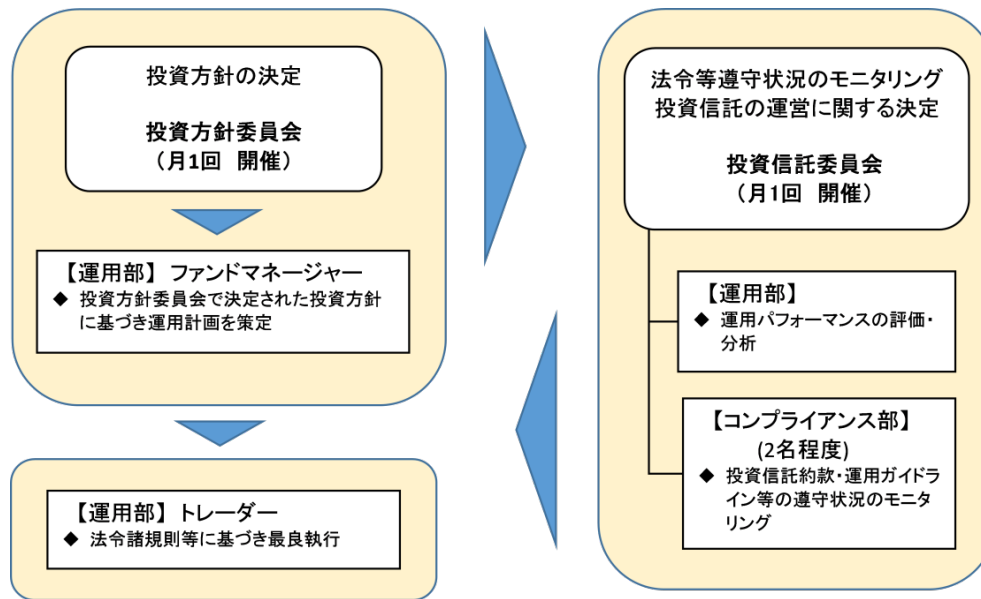 投資方針の決定
投資方針委員会
（月1回　開催）
【運用部】 ファンドマネージャー
◆ 投資方針委員会で決定された投資方針
に基づき運用計画を策定
【運用部】 トレーダー
◆ 法令諸規則等に基づき最良執行
法令等遵守状況のモニタリング
投資信託の運営に関する決定
投資信託委員会
（月1回　開催）
【運用部】
◆ 運用パフォーマンスの評価・
分析
【コンプライアンス部】
(2名程度)
◆ 投資信託約款・運用ガイドラ
イン等の遵守状況のモニタ
リング